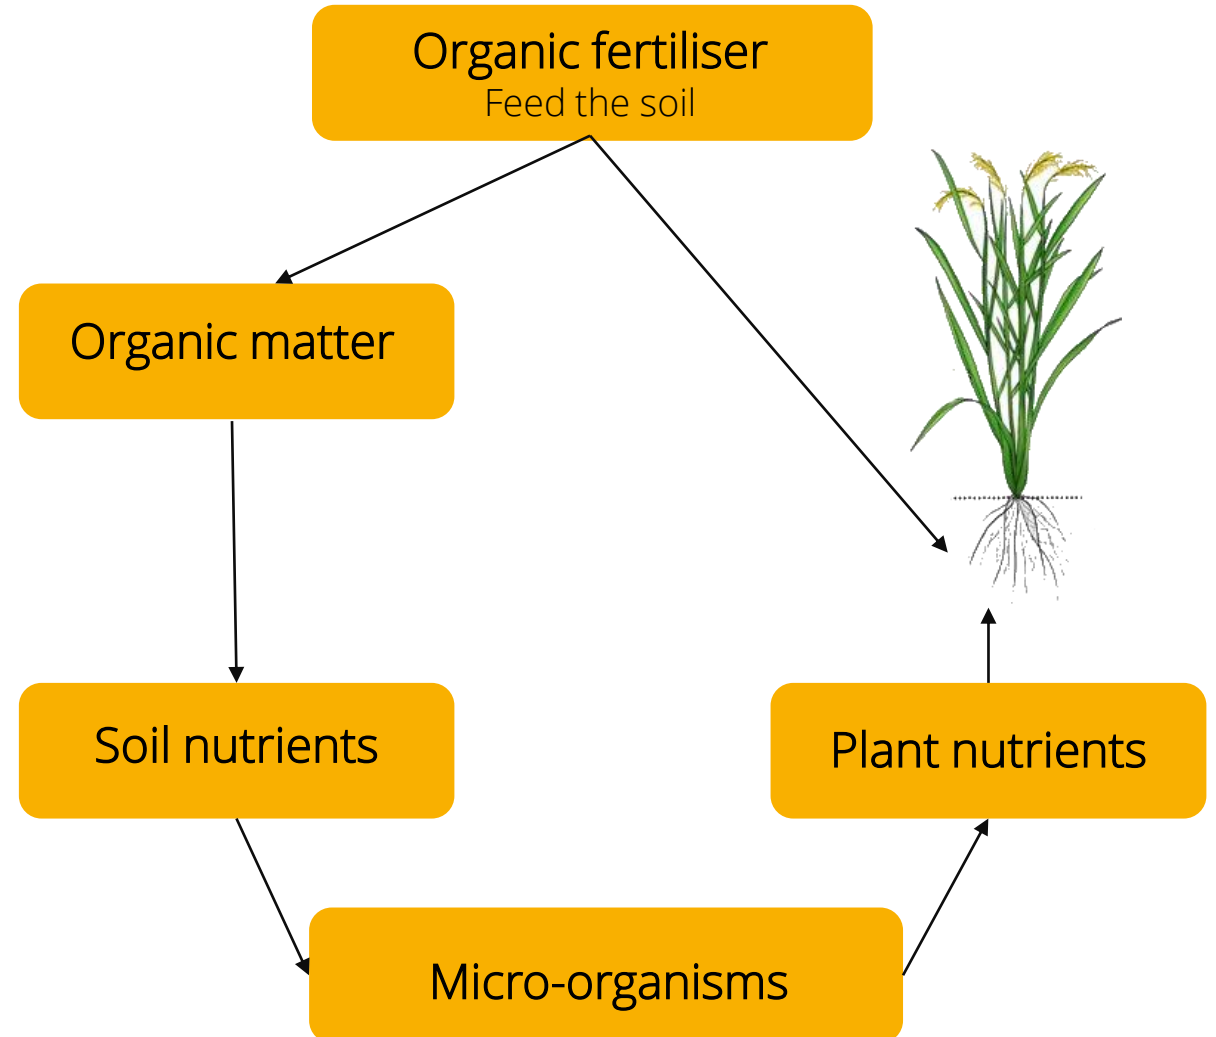 Organic fertiliser
Feed the soil
Organic matter
Soil nutrients
Plant nutrients
Micro-organisms